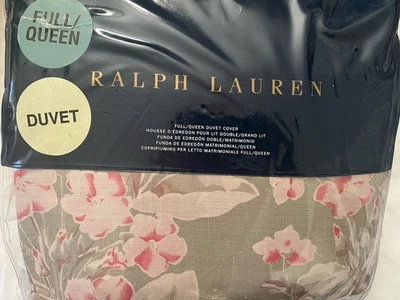 FULL/
QUEEN
RALPH LAUREN
DUVET
FULL/QUEEN DUVET COVER
HOUSSE D'ÉDREDON POUR LIT DOUBLE/GRAND LIT
FUNDA DE EDREDÓN DOBLE/MATRIMONIO
FUNDA DE EDREDÓN MATRIMONIAL/QUEEN
COPRIPIUMINO PER LETTO MATRIMONIALE FULL/QUEEN